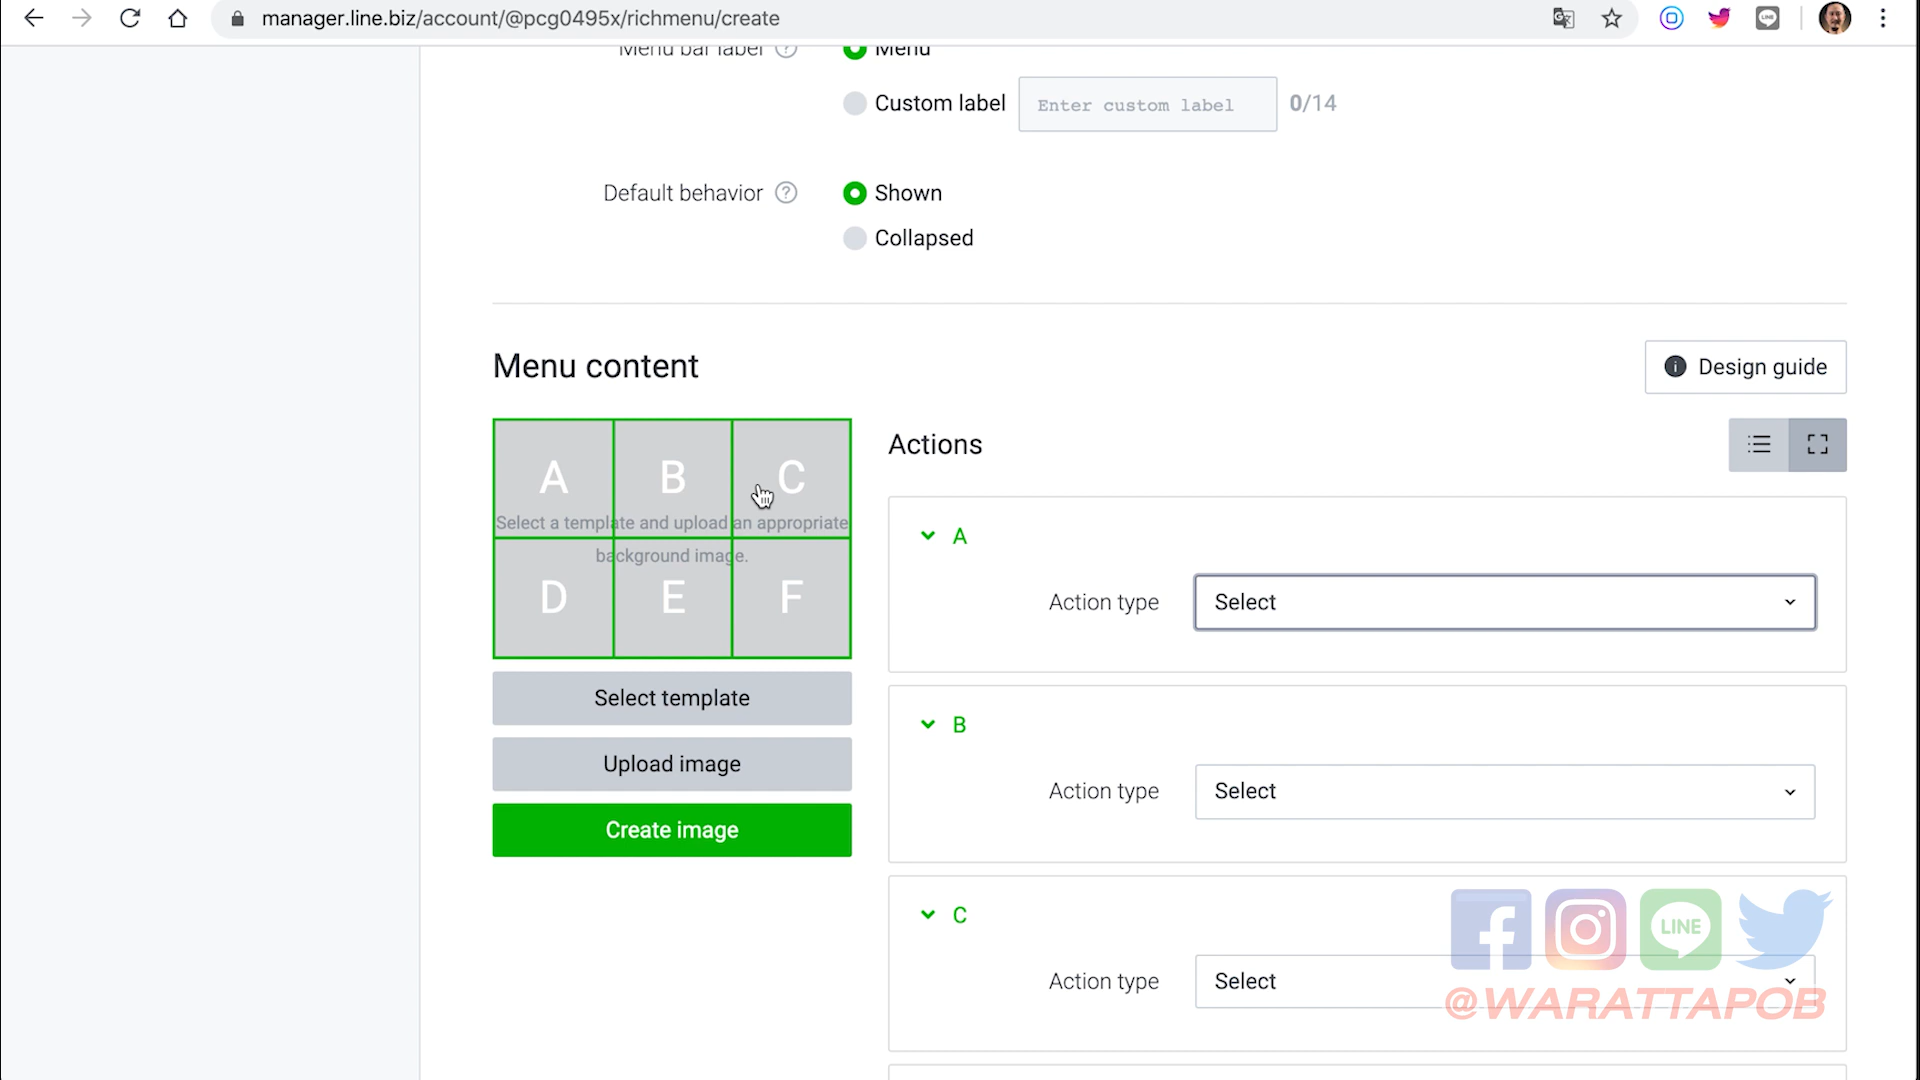 manager.line.biz/account/@pcg0495x/richmenu/create
Menu bar label ? Menu
Custom label Enter custom label 0/14
Default behavior ? Shown
Collapsed
Menu content
Design guide
A B C
Select a template and upload an appropriate
background image.
D E F
Select template
Upload image
Create image
Actions
A
Action type Select
B
Action type Select
C
Action type Select
LINE
@WARATTAPOB